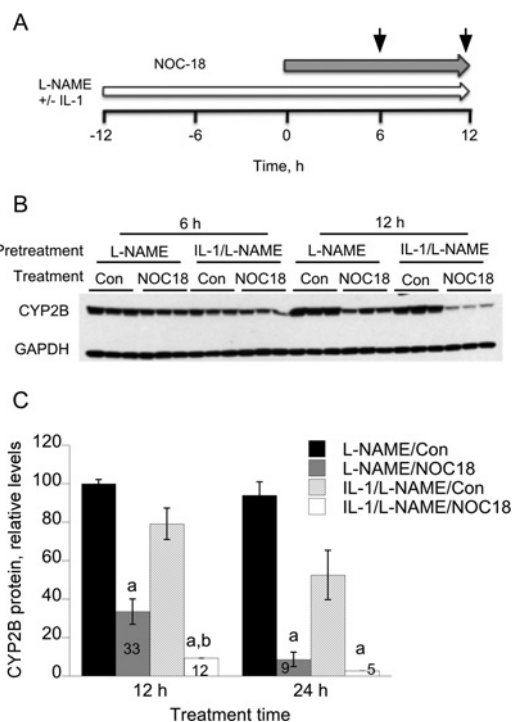 A
NOC-18
L-NAME
+/- IL-1
-12 -6 0 6 12
Time, h
B
6 h 12 h
Pretreatment L-NAME IL-1/L-NAME L-NAME IL-1/L-NAME
Treatment Con NOC18 Con NOC18 Con NOC18 Con NOC18
CYP2B
GAPDH
C
CYP2B protein, relative levels
120
100
80
60
40
20
0
L-NAME/Con
L-NAME/NOC18
IL-1/L-NAME/Con
IL-1/L-NAME/NOC18
a a,b a a
33 12 9 5
12 h 24 h
Treatment time